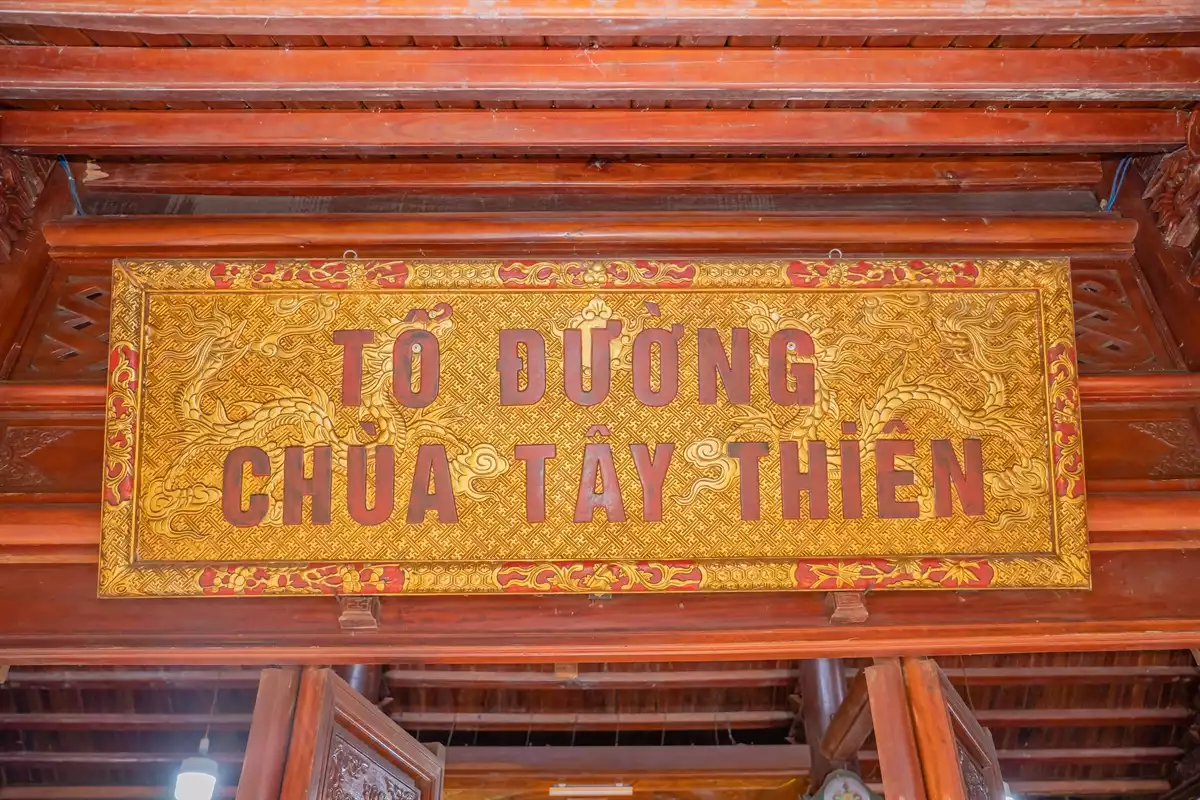 TỔ ĐƯỜNG
CHÙA TÂY THIÊN